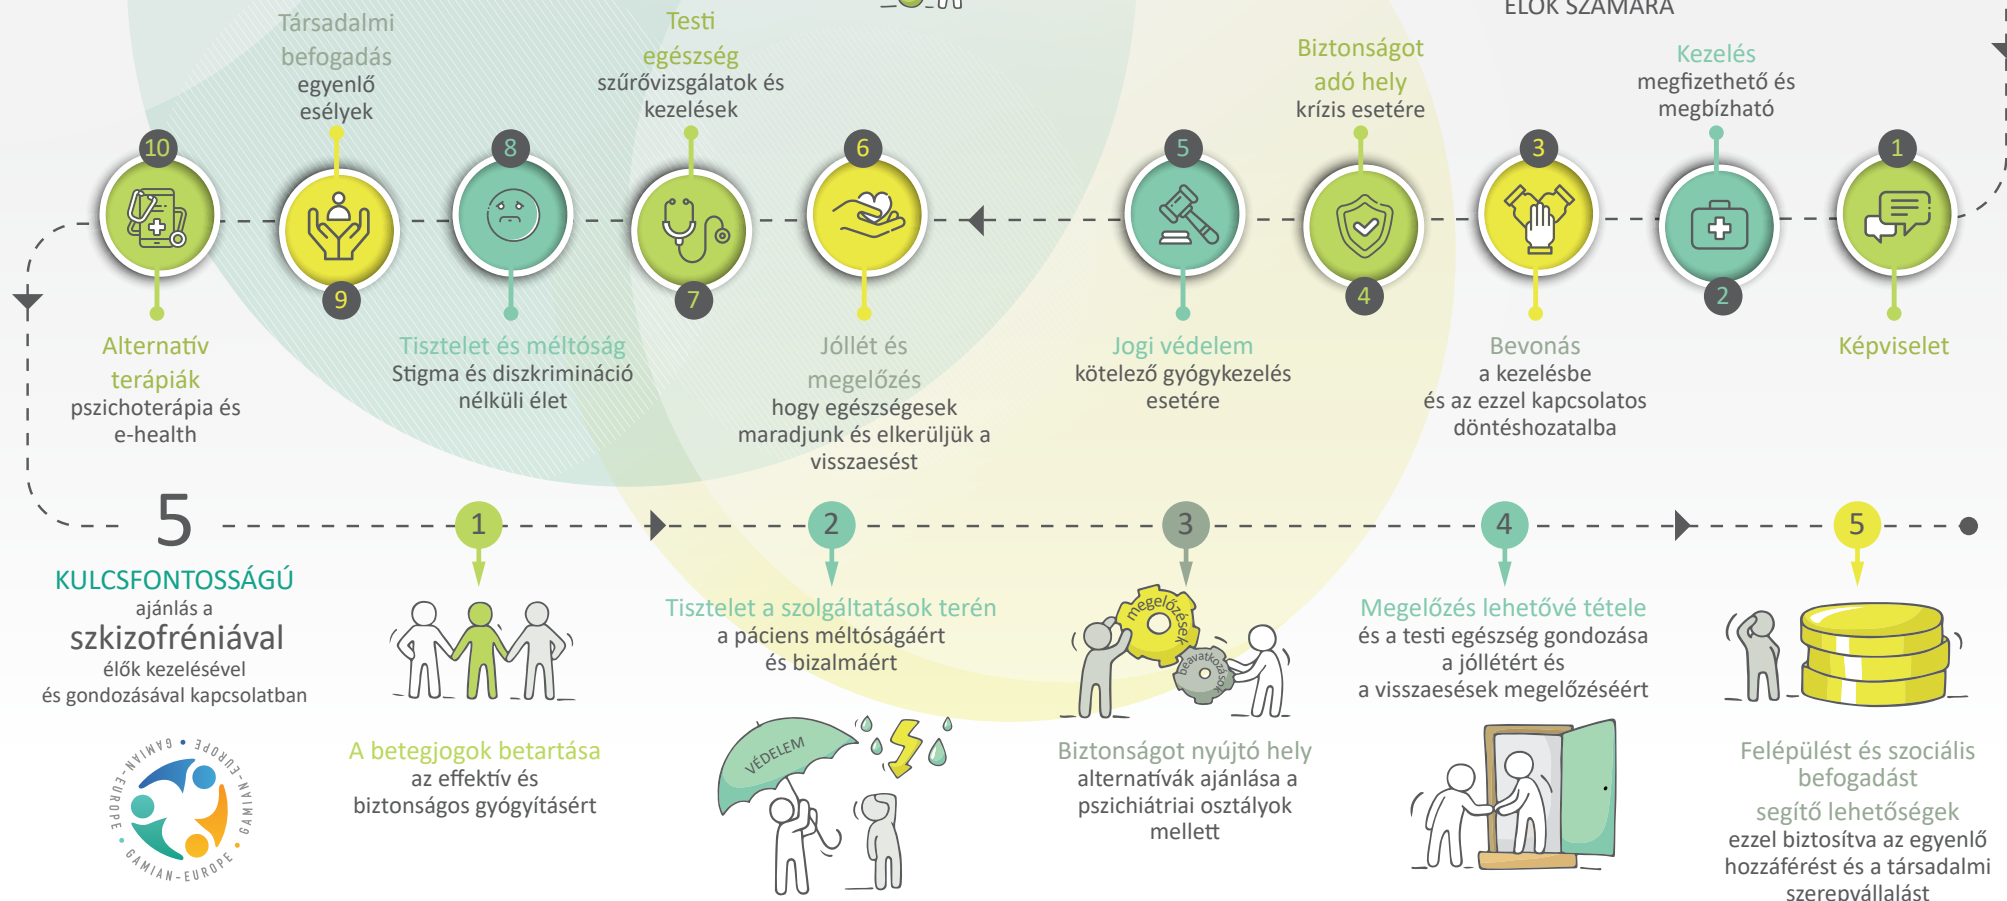 ÉLŐK SZÁMÁRA
1
Képviselet
Kezelés
megfizethető és
megbízható
2
3
Bevonás
a kezelésbe
és az ezzel kapcsolatos
döntéshozatalba
Biztonságot
adó hely
krízis esetére
4
5
Jogi védelem
kötelező gyógykezelés
esetére
6
Jóllét és
megelőzés
hogy egészségesek
maradjunk és elkerüljük a
visszaesést
Testi
egészség
szűrővizsgálatok és
kezelések
7
8
Tisztelet és méltóság
Stigma és diszkrimináció
nélküli élet
Társadalmi
befogadás
egyenlő
esélyek
9
10
Alternatív
terápiák
pszichoterápia és
e-health
5
KULCSFONTOSSÁGÚ
ajánlás a
szkizofréniával
élők kezelésével
és gondozásával kapcsolatban
GAMIAN-EUROPE • GAMIAN-EUROPE • GAMIAN-EUROPE •
1
A betegjogok betartása
az effektív és
biztonságos gyógyításért
2
Tisztelet a szolgáltatások terén
a páciens méltóságáért
és bizalmáért
VÉDELEM
3
megelőzések
beavatkozások
Biztonságot nyújtó hely
alternatívák ajánlása a
pszichiátriai osztályok
mellett
4
Megelőzés lehetővé tétele
és a testi egészség gondozása
a jóllétért és
a visszaesések megelőzéséért
5
Felépülést és szociális
befogadást
segítő lehetőségek
ezzel biztosítva az egyenlő
hozzáférést és a társadalmi
szerepvállalást